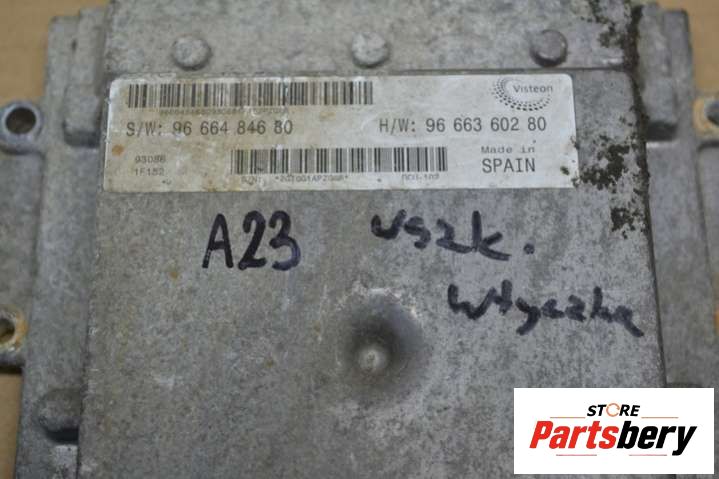 Visteon
S/W: 96 664 846 80
H/W: 96 663 602 80
93086
1F152
Made in
SPAIN
A23
uszk.
wtyczka
STORE
Partsbery